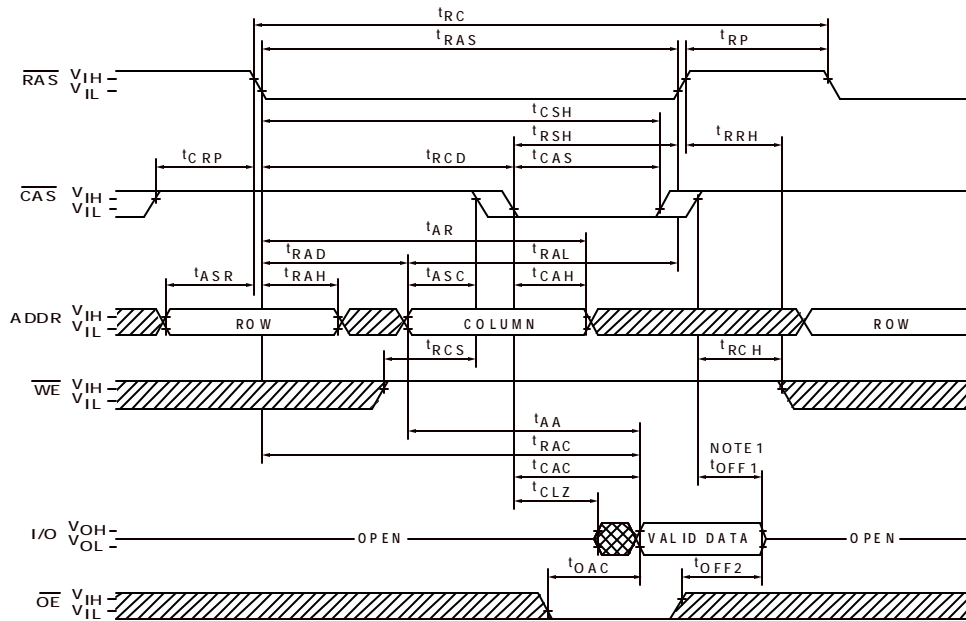 tRC
tRAS
tRP
RAS VIH
VIL
tCSH
tRSH
tRRH
tCRP
tRCD
tCAS
CAS VIH
VIL
tAR
tRAD
tRAL
tASR
tRAH
tASC
tCAH
ADDR VIH
VIL
ROW
COLUMN
ROW
tRCS
tRCH
WE VIH
VIL
tAA
tRAC
NOTE1
tCAC
tOFF1
tCLZ
I/O VOH
VOL
OPEN
VALID DATA
OPEN
tOAC
tOFF2
OE VIH
VIL